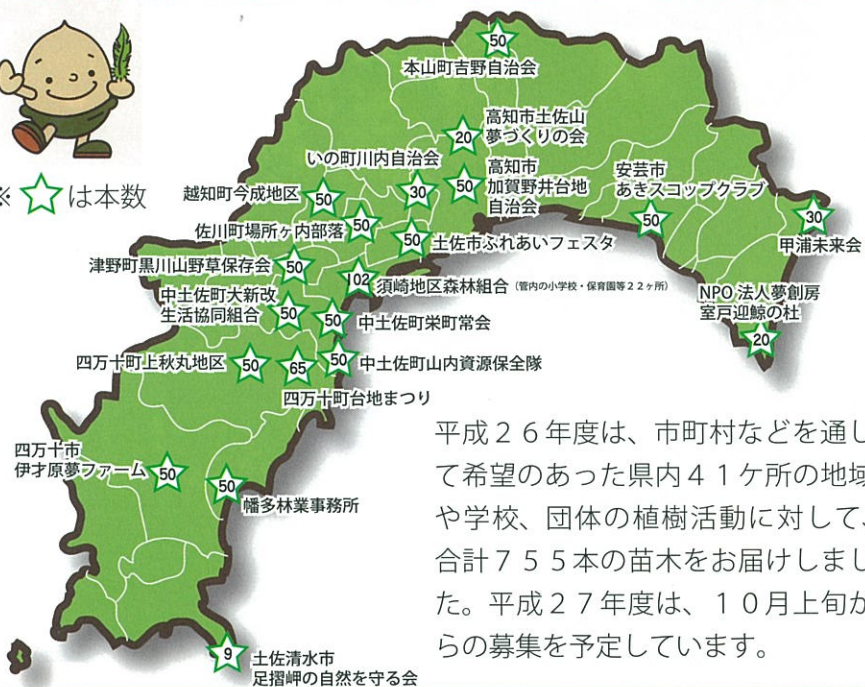 50
本山町吉野自治会
20
高知市土佐山
夢づくりの会
いの町川内自治会
30
50
高知市
加賀野井台地
自治会
安芸市
あきスコップクラブ
50
30
甲浦未来会
※☆は本数
越知町今成地区
50
佐川町場所ヶ内部落
50
50
土佐市ふれあいフェスタ
津野町黒川山野草保存会
50
102
須崎地区森林組合(管内の小学校・保育園等22ヶ所)
NPO法人夢創房
室戸迎鯨の杜
20
中土佐町大新改
生活協同組合
50
50
中土佐町栄町常会
四万十町上秋丸地区
50
65
50
中土佐町山内資源保全隊
四万十町台地まつり
四万十市
伊才原夢ファーム
50
50
幡多林業事務所
9
土佐清水市
足摺岬の自然を守る会
平成26年度は、市町村などを通し
て希望のあった県内41ケ所の地域
や学校、団体の植樹活動に対して、
合計755本の苗木をお届けしまし
た。平成27年度は、10月上旬か
らの募集を予定しています。